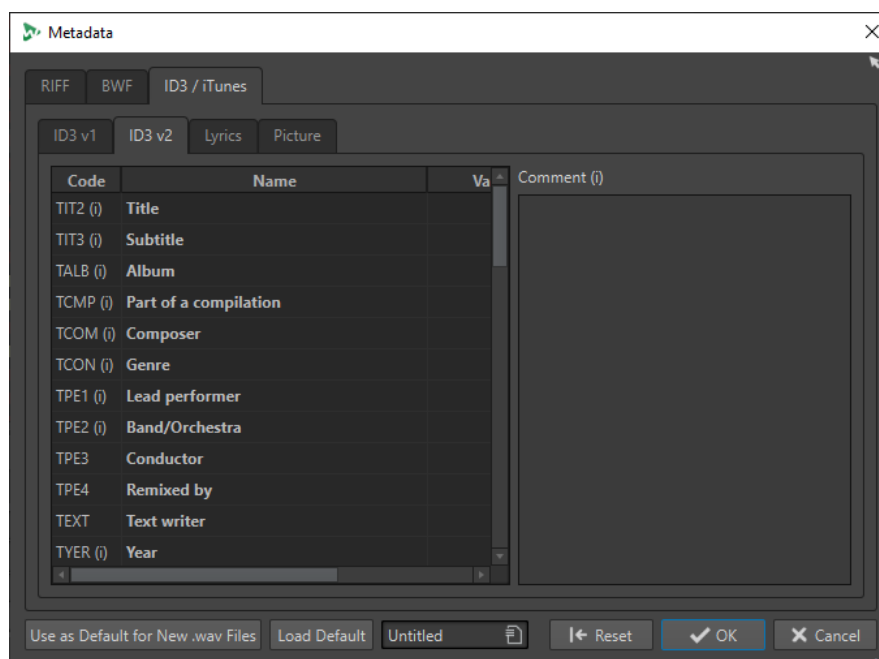 Metadata
RIFF BWF ID3 / iTunes
ID3 v1 ID3 v2 Lyrics Picture
Code Name Va Comment (i)
TIT2 (i) Title
TIT3 (i) Subtitle
TALB (i) Album
TCMP (i) Part of a compilation
TCOM (i) Composer
TCON (i) Genre
TPE1 (i) Lead performer
TPE2 (i) Band/Orchestra
TPE3 Conductor
TPE4 Remixed by
TEXT Text writer
TYER (i) Year
Use as Default for New .wav Files Load Default Untitled Reset OK Cancel